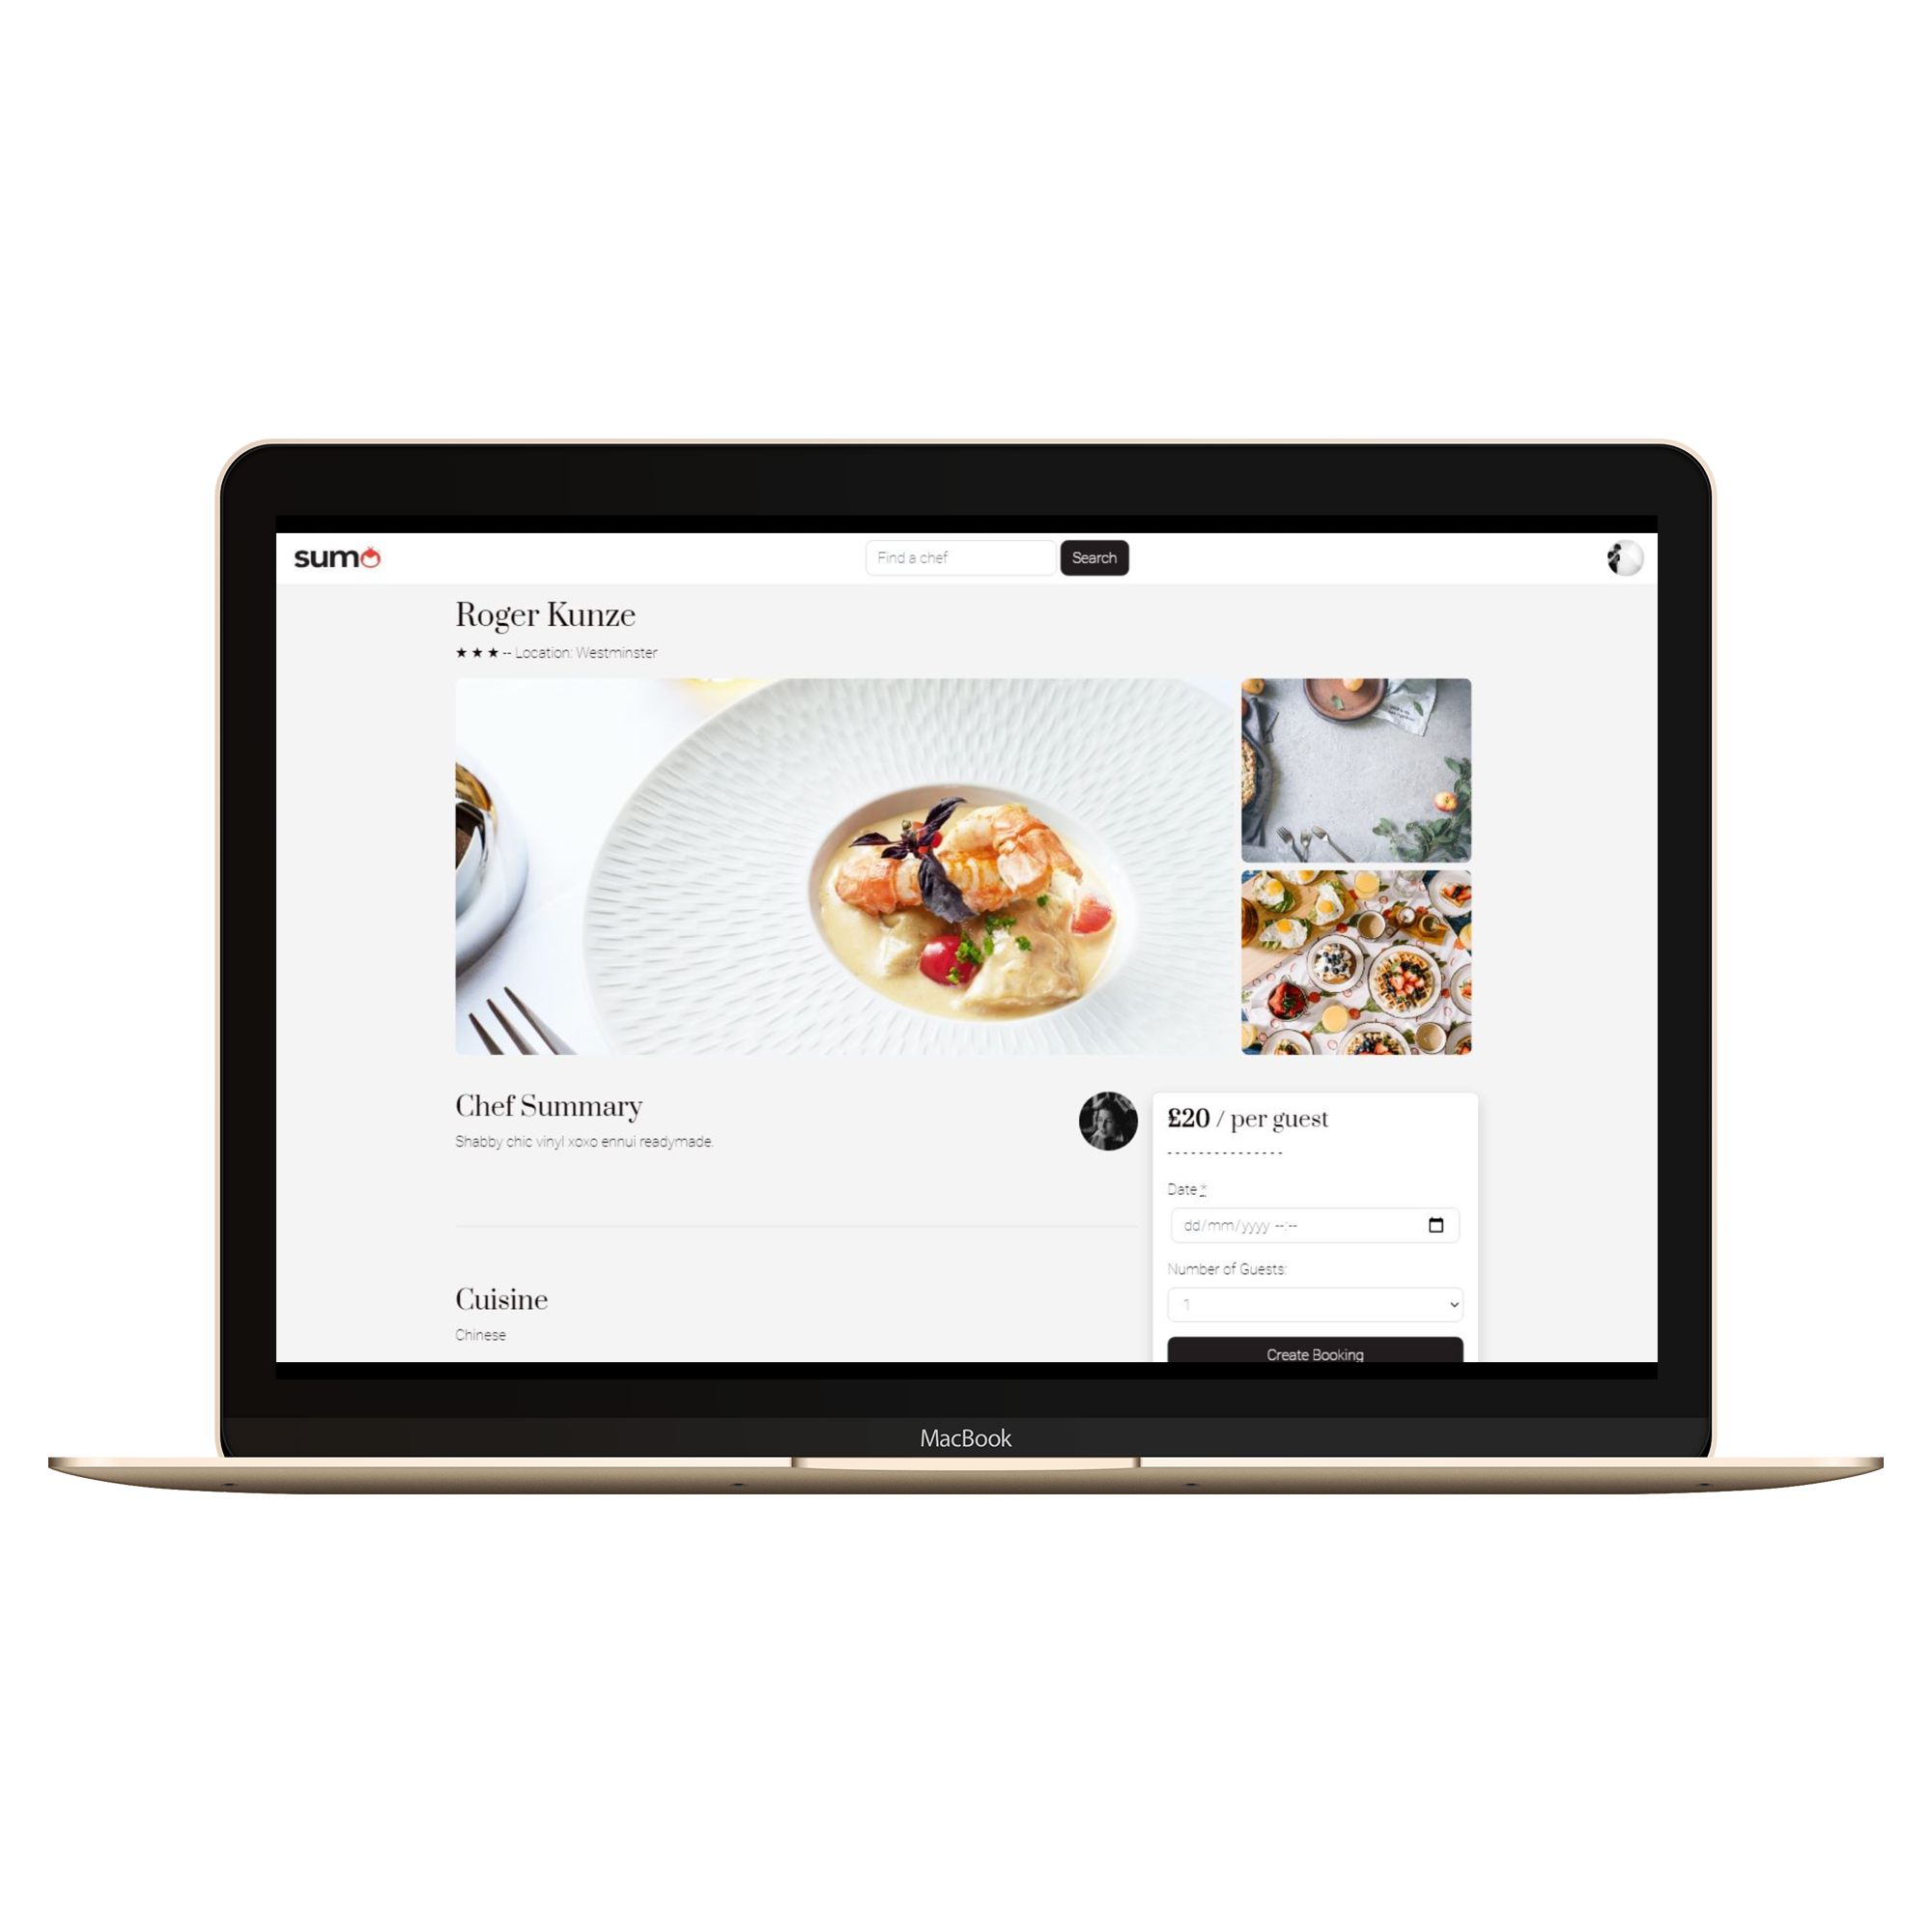 sumo
Find a chef
Search
Roger Kunze
★ ★ ★ -- Location: Westminster
Chef Summary
Shabby chic vinyl xoxo ennui readymade.
£20 / per guest
---------------
Date *
dd/mm/yyyy --:--
Number of Guests:
1
Create Booking
Cuisine
Chinese
MacBook